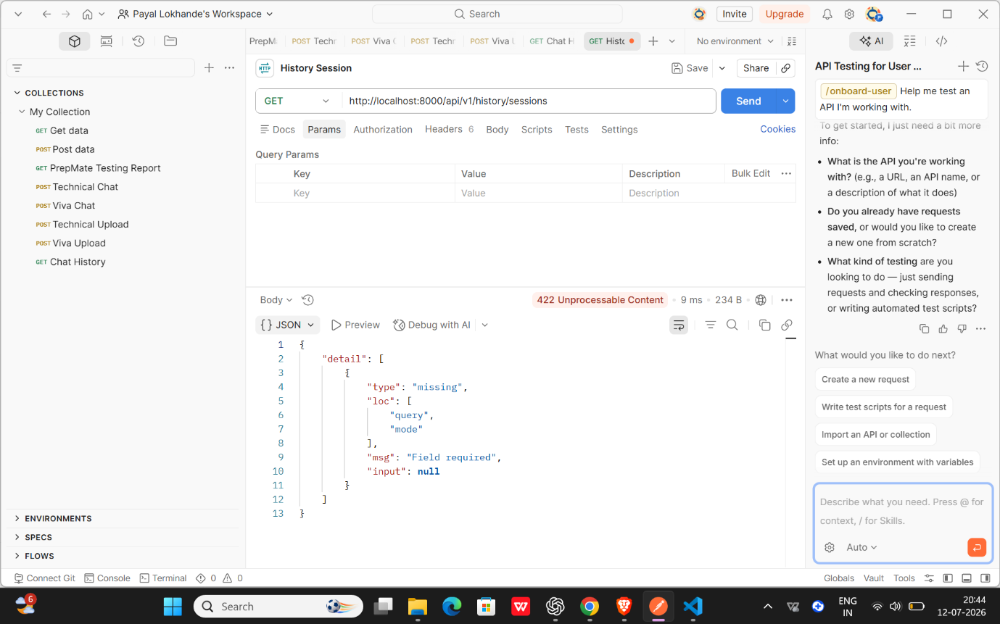 Payal Lokhande's Workspace
Search
Invite
Upgrade
P
PrepM
POST Techr
POST Viva C
POST Techr
POST Viva U
GET Chat H
GET Histc
No environment
AI
HTTP
History Session
Save
Share
API Testing for User ...
COLLECTIONS
My Collection
GET Get data
POST Post data
GET PrepMate Testing Report
POST Technical Chat
POST Viva Chat
POST Technical Upload
POST Viva Upload
GET Chat History
ENVIRONMENTS
SPECS
FLOWS
GET
http://localhost:8000/api/v1/history/sessions
Send
Docs
Params
Authorization
Headers 6
Body
Scripts
Tests
Settings
Cookies
Query Params
Key Value Description Bulk Edit
Key Value Description
Body
422 Unprocessable Content
9 ms
234 B
{} JSON
Preview
Debug with AI
1 {
2 "detail": [
3 {
4 "type": "missing",
5 "loc": [
6 "query",
7 "mode"
8 ],
9 "msg": "Field required",
10 "input": null
11 }
12 ]
13 }
/onboard-user Help me test an
API I'm working with.
To get started, I just need a bit more
info:
• What is the API you're working
with? (e.g., a URL, an API name, or
a description of what it does)
• Do you already have requests
saved, or would you like to create
a new one from scratch?
• What kind of testing are you
looking to do — just sending
requests and checking responses,
or writing automated test scripts?
What would you like to do next?
Create a new request
Write test scripts for a request
Import an API or collection
Set up an environment with variables
Describe what you need. Press @ for
context, / for Skills.
Auto
Connect Git
Console
Terminal
0
0
Globals
Vault
Tools
6
Search
W
ENG
IN
20:44
12-07-2026